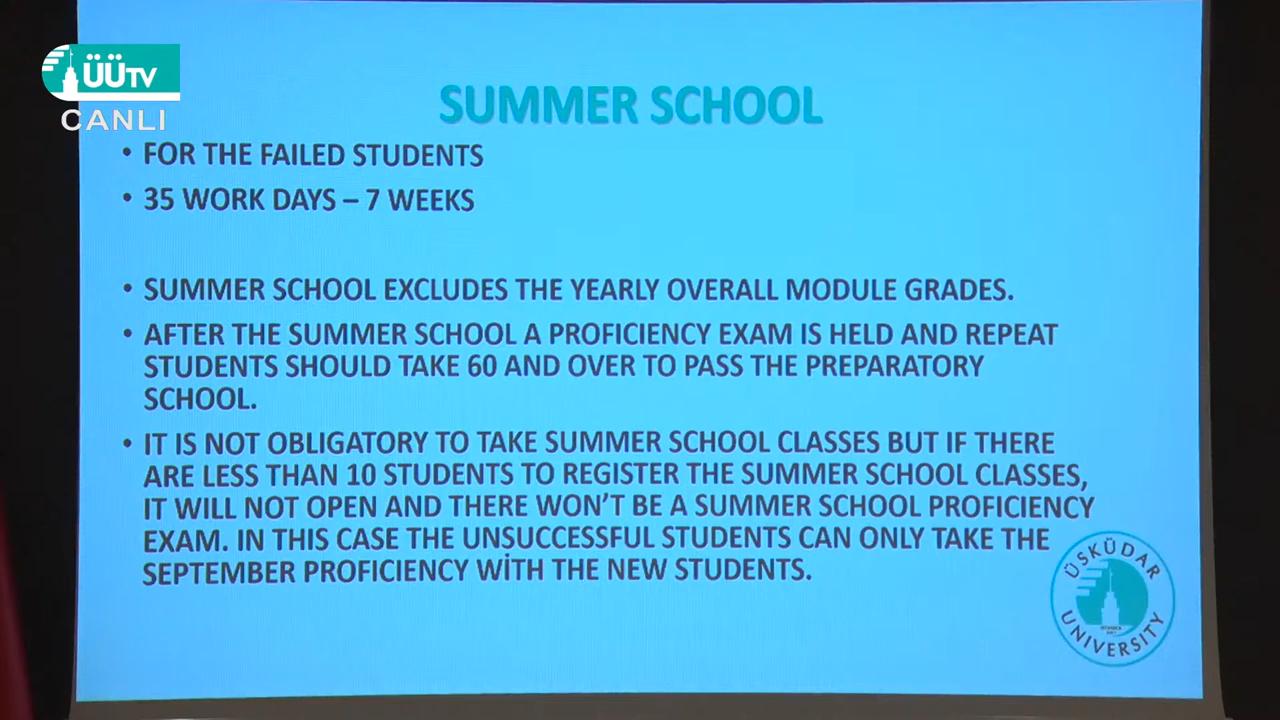 ÜÜTV
CANLI
SUMMER SCHOOL
• FOR THE FAILED STUDENTS
• 35 WORK DAYS – 7 WEEKS
• SUMMER SCHOOL EXCLUDES THE YEARLY OVERALL MODULE GRADES.
• AFTER THE SUMMER SCHOOL A PROFICIENCY EXAM IS HELD AND REPEAT
STUDENTS SHOULD TAKE 60 AND OVER TO PASS THE PREPARATORY
SCHOOL.
• IT IS NOT OBLIGATORY TO TAKE SUMMER SCHOOL CLASSES BUT IF THERE
ARE LESS THAN 10 STUDENTS TO REGISTER THE SUMMER SCHOOL CLASSES,
IT WILL NOT OPEN AND THERE WON'T BE A SUMMER SCHOOL PROFICIENCY
EXAM. IN THIS CASE THE UNSUCCESSFUL STUDENTS CAN ONLY TAKE THE
SEPTEMBER PROFICIENCY WİTH THE NEW STUDENTS.
ÜSKÜDAR
UNIVERSITY